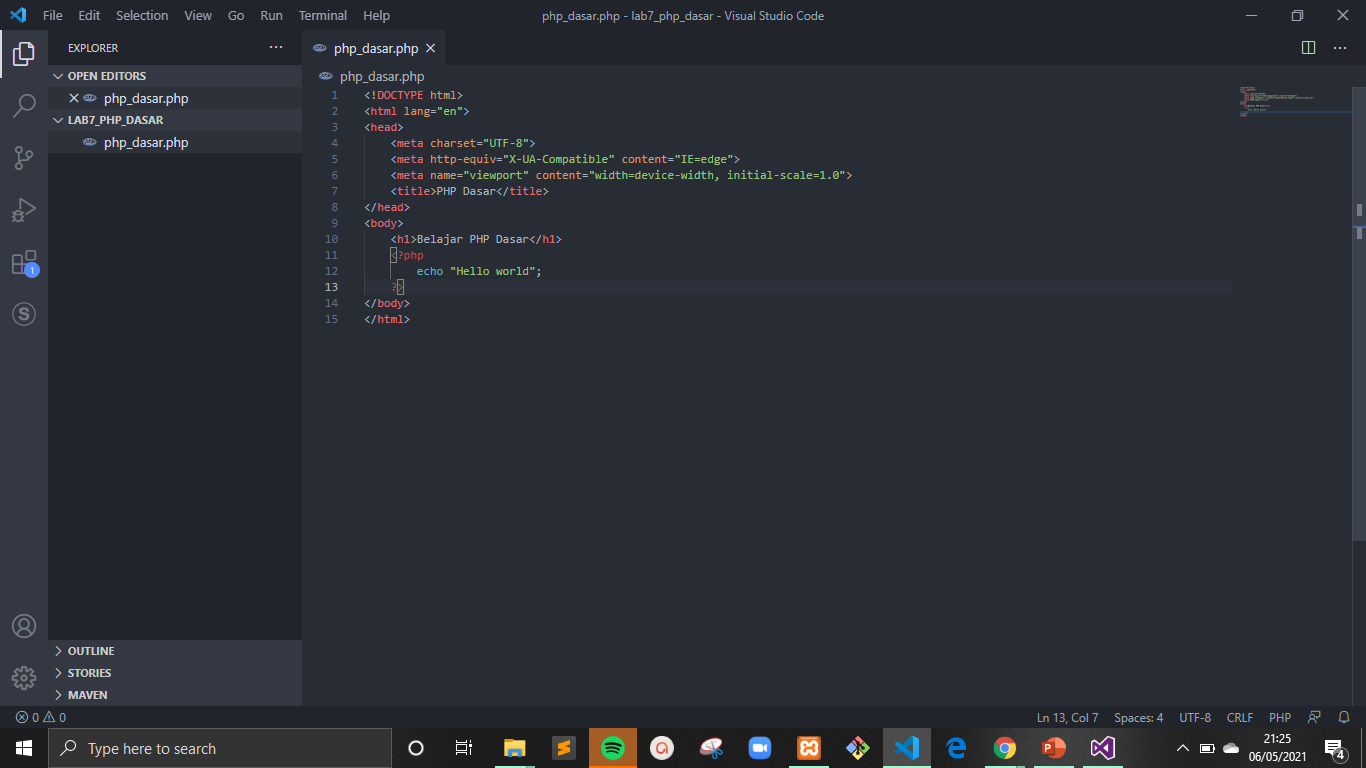 File Edit Selection View Go Run Terminal Help
php_dasar.php - lab7_php_dasar - Visual Studio Code
EXPLORER
OPEN EDITORS
php_dasar.php
LAB7_PHP_DASAR
php_dasar.php
OUTLINE
STORIES
MAVEN
php_dasar.php
php_dasar.php
1 <!DOCTYPE html>
2 <html lang="en">
3 <head>
4 <meta charset="UTF-8">
5 <meta http-equiv="X-UA-Compatible" content="IE=edge">
6 <meta name="viewport" content="width=device-width, initial-scale=1.0">
7 <title>PHP Dasar</title>
8 </head>
9 <body>
10 <h1>Belajar PHP Dasar</h1>
11 <?php
12 echo "Hello world";
13 ?>
14 </body>
15 </html>
1
S
0 0
Ln 13, Col 7 Spaces: 4 UTF-8 CRLF PHP
Type here to search
21:25
06/05/2021
4